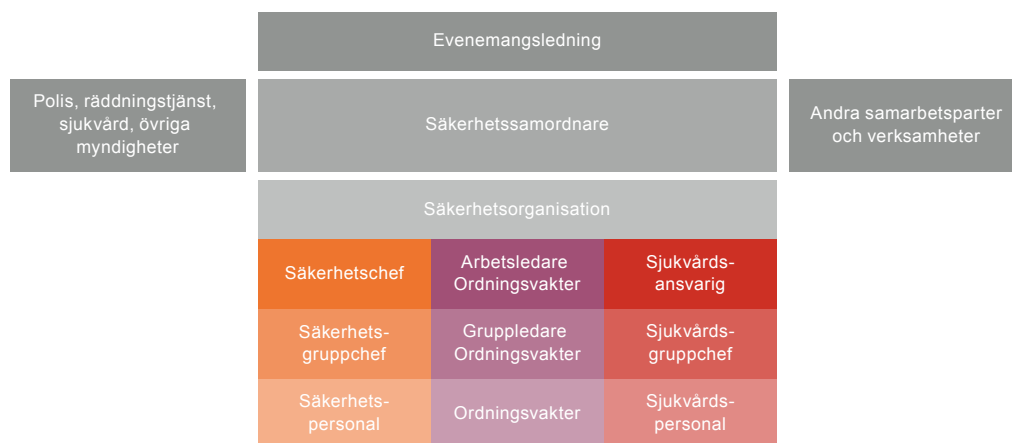 Evenemangsledning
Polis, räddningstjänst,
sjukvård, övriga
myndigheter
Säkerhetssamordnare
Andra samarbetsparter
och verksamheter
Säkerhetsorganisation
Säkerhetschef
Arbetsledare
Ordningsvakter
Sjukvårds-
ansvarig
Säkerhets-
gruppchef
Gruppledare
Ordningsvakter
Sjukvårds-
gruppchef
Säkerhets-
personal
Ordningsvakter
Sjukvårds-
personal